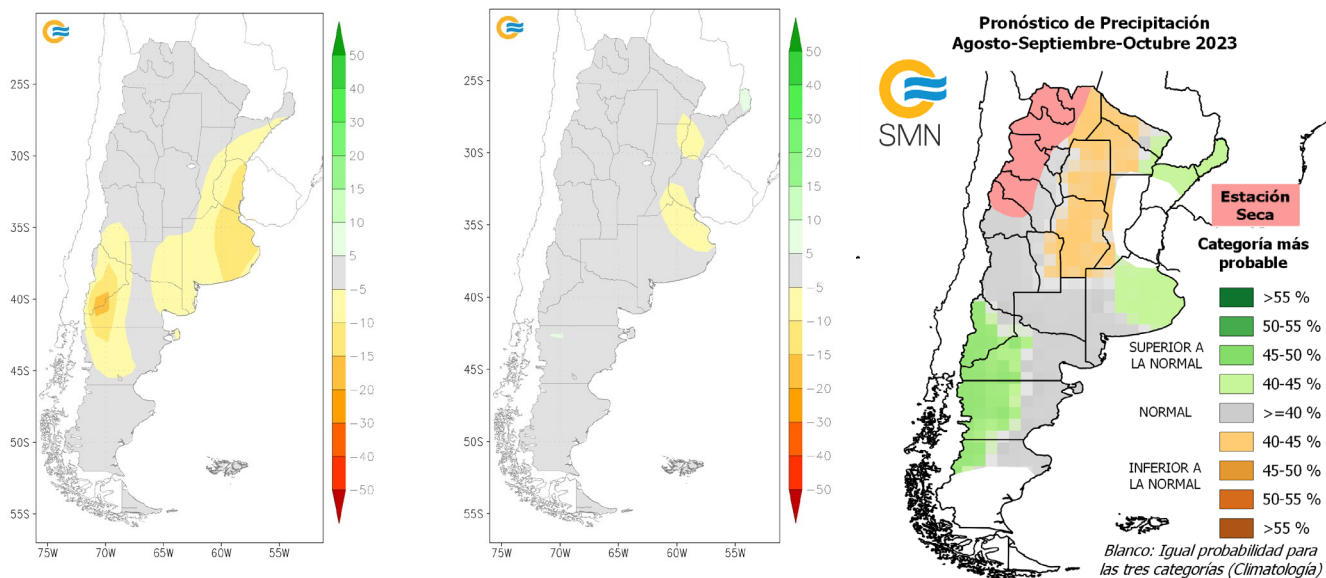 50
40
30
20
15
10
5
−5
−10
−15
−20
−30
−40
−50
25S
30S
35S
40S
45S
50S
55S
75W
70W
65W
60W
55W
50
40
30
20
15
10
5
−5
−10
−15
−20
−30
−40
−50
25S
30S
35S
40S
45S
50S
55S
75W
70W
65W
60W
55W
Pronóstico de Precipitación
Agosto-Septiembre-Octubre 2023
SMN
Estación
Seca
Categoría más
probable
>55 %
50-55 %
SUPERIOR A
LA NORMAL
45-50 %
40-45 %
NORMAL
>=40 %
40-45 %
INFERIOR A
LA NORMAL
45-50 %
50-55 %
>55 %
Blanco: Igual probabilidad para
las tres categorías (Climatología)